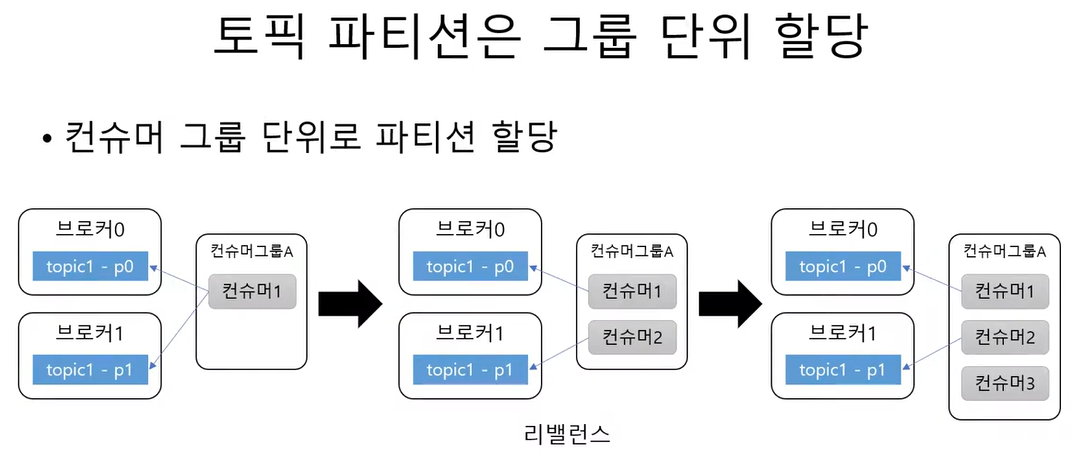 토픽 파티션은 그룹 단위 할당
• 컨슈머 그룹 단위로 파티션 할당
브로커0
topic1 - p0
브로커1
topic1 - p1
컨슈머그룹A
컨슈머1
브로커0
topic1 - p0
브로커1
topic1 - p1
컨슈머그룹A
컨슈머1
컨슈머2
브로커0
topic1 - p0
브로커1
topic1 - p1
컨슈머그룹A
컨슈머1
컨슈머2
컨슈머3
리밸런스